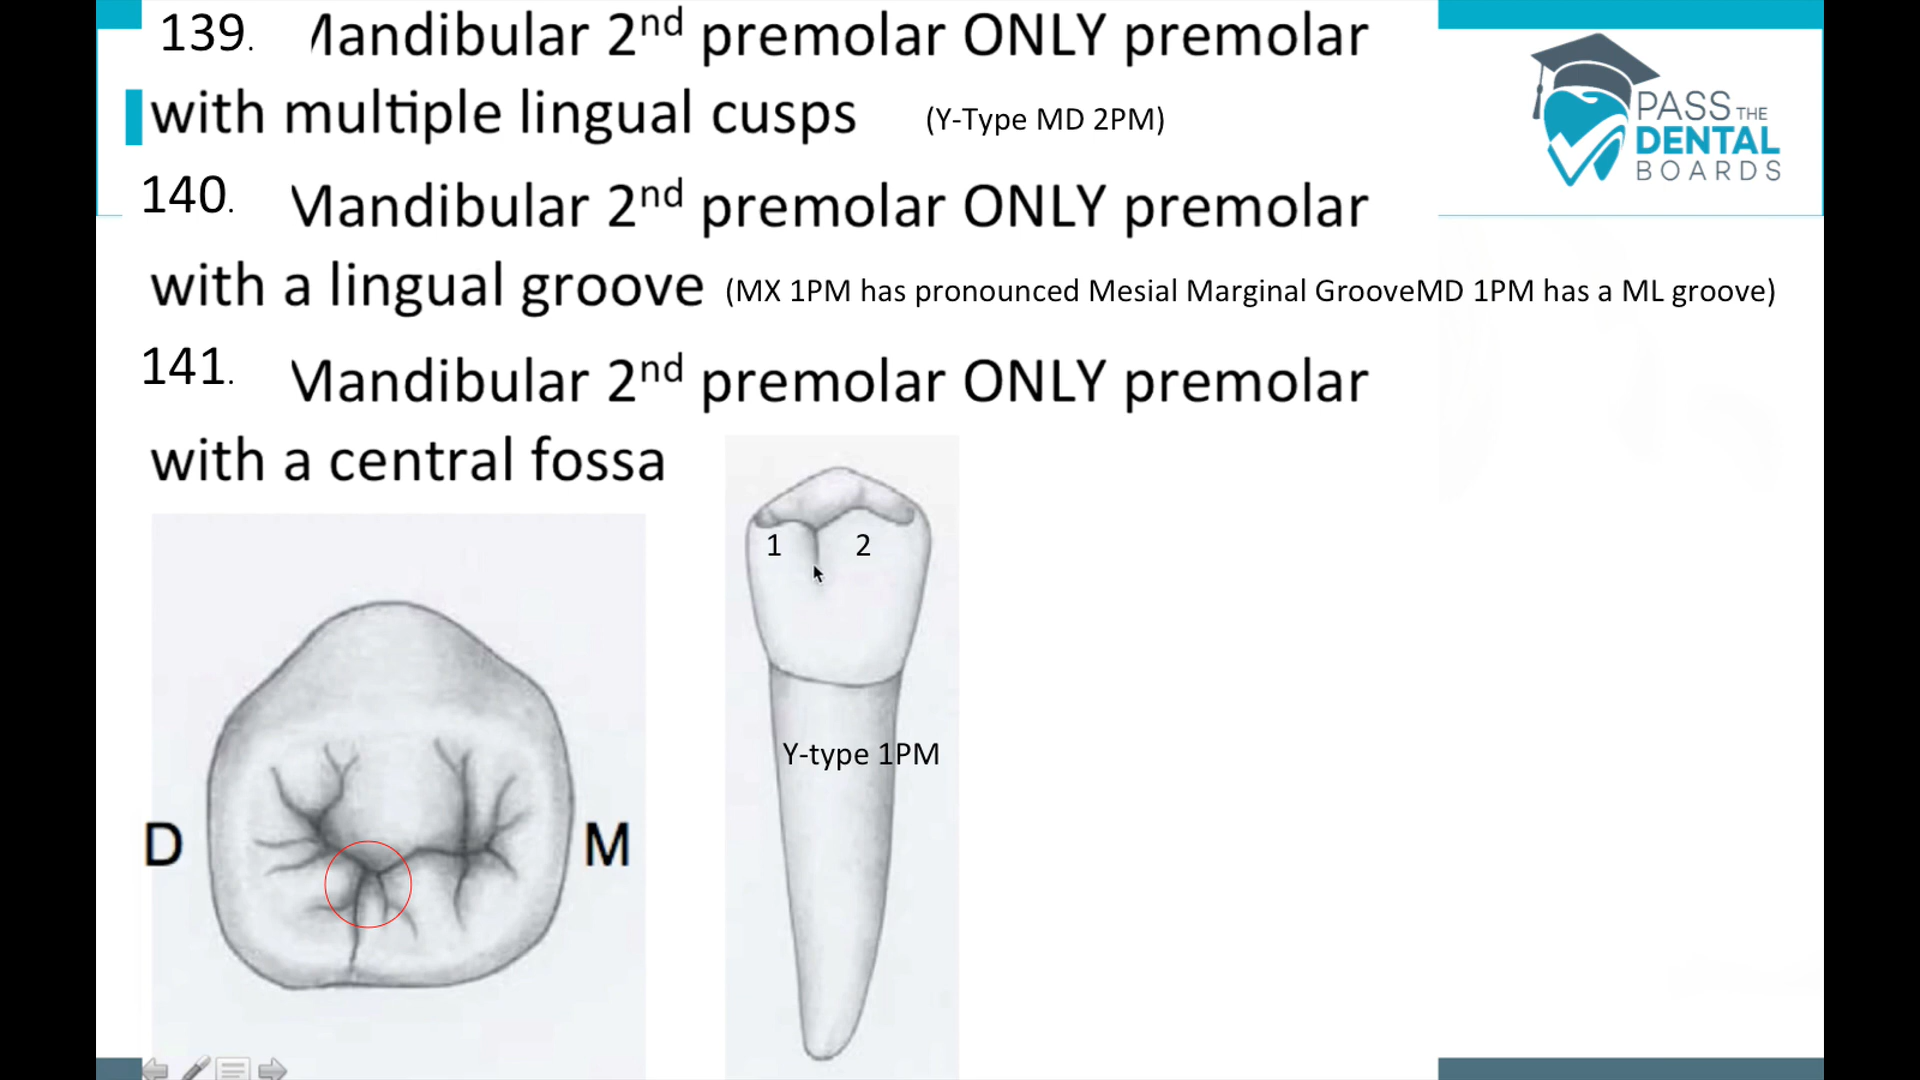 139. Mandibular 2nd premolar ONLY premolar
with multiple lingual cusps (Y-Type MD 2PM)
140. Mandibular 2nd premolar ONLY premolar
with a lingual groove (MX 1PM has pronounced Mesial Marginal GrooveMD 1PM has a ML groove)
141. Mandibular 2nd premolar ONLY premolar
with a central fossa
PASS THE
DENTAL
BOARDS
1 2
Y-type 1PM
D M